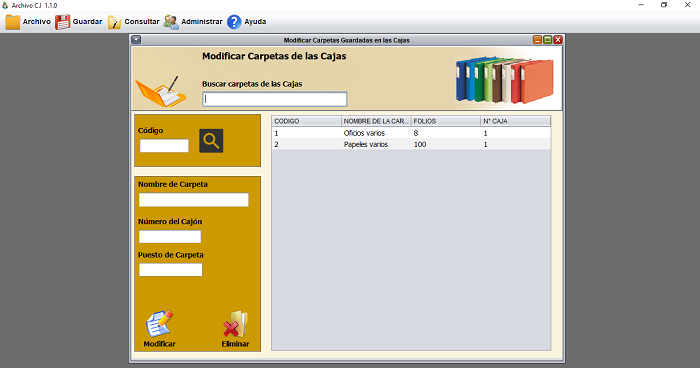 Archivo CJ 1.1.0
Archivo Guardar Consultar Administrar Ayuda
Modificar Carpetas Guardadas en las Cajas
Modificar Carpetas de las Cajas
Buscar carpetas de las Cajas
Código
CODIGO NOMBRE DE LA CAR... FOLIOS N° CAJA
1 Oficios varios 8 1
2 Papeles varios 100 1
Nombre de Carpeta
Número del Cajón
Puesto de Carpeta
Modificar Eliminar